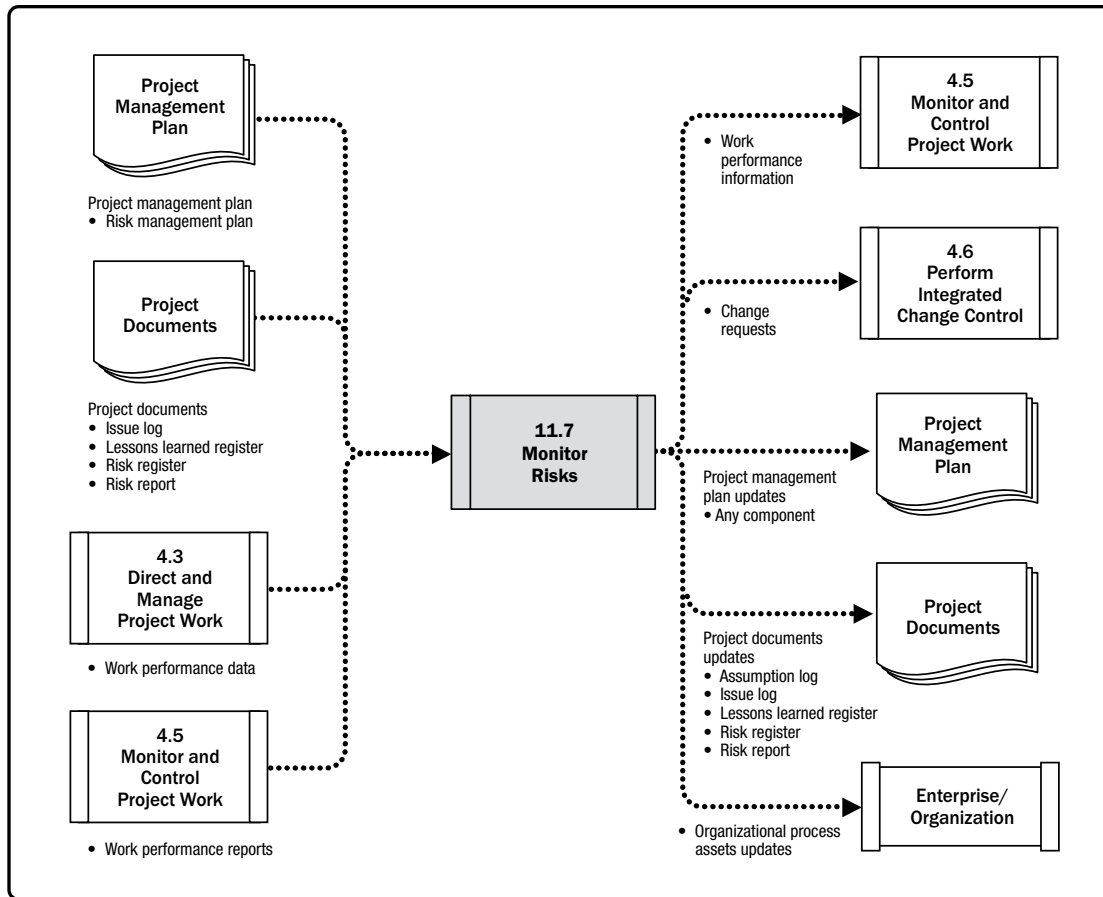 Project
Management
Plan
Project management plan
• Risk management plan
Project
Documents
Project documents
• Issue log
• Lessons learned register
• Risk register
• Risk report
4.3
Direct and
Manage
Project Work
• Work performance data
4.5
Monitor and
Control
Project Work
• Work performance reports
11.7
Monitor
Risks
4.5
Monitor and
Control
Project Work
• Work
performance
information
4.6
Perform
Integrated
Change Control
• Change
requests
Project
Management
Plan
Project management
plan updates
• Any component
Project
Documents
Project documents
updates
• Assumption log
• Issue log
• Lessons learned register
• Risk register
• Risk report
Enterprise/
Organization
• Organizational process
assets updates